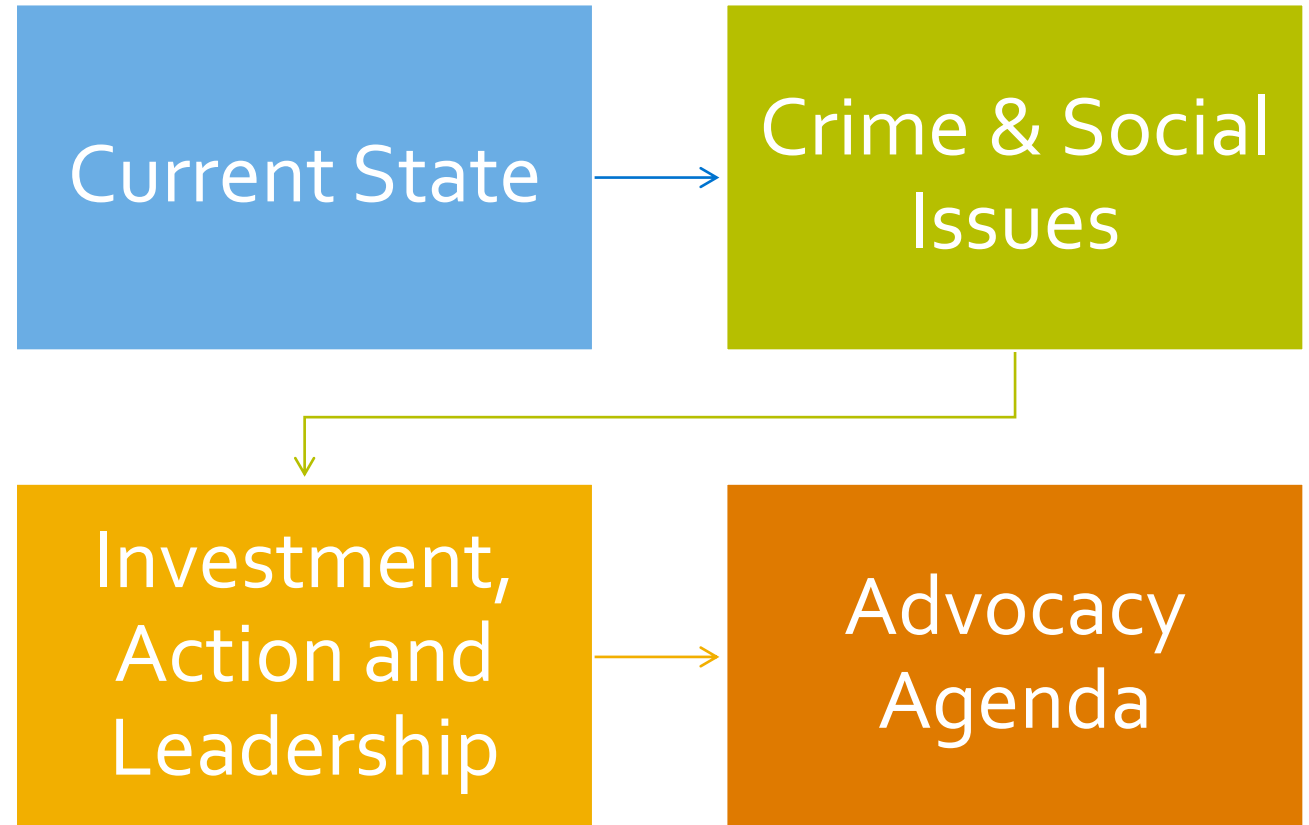 Current State
Crime & Social
Issues
Investment,
Action and
Leadership
Advocacy
Agenda